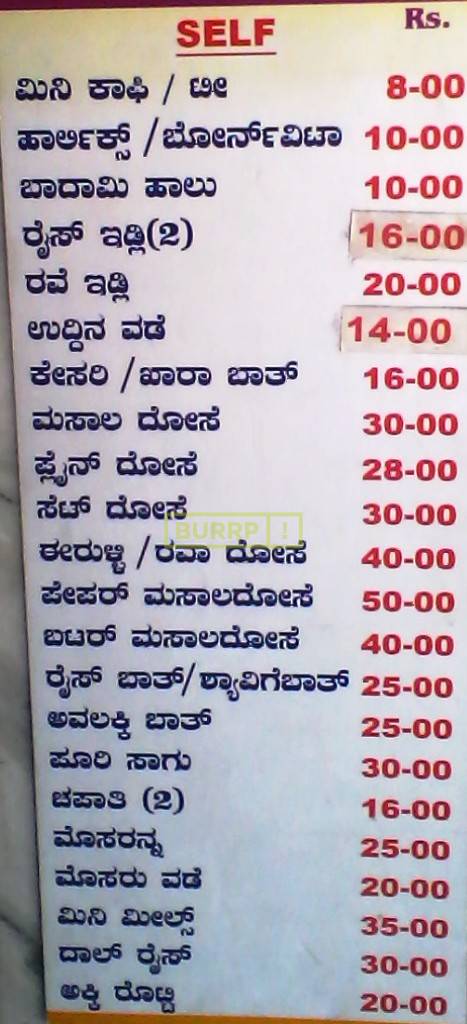 SELF Rs.
ಮಿನಿ ಕಾಫಿ / ಟೀ 8-00
ಹಾರ್ಲಿಕ್ಸ್ / ಬೋರ್ನ್‌ವಿಟಾ 10-00
ಬಾದಾಮಿ ಹಾಲು 10-00
ರೈಸ್ ಇಡ್ಲಿ(2) 16-00
ರವೆ ಇಡ್ಲಿ 20-00
ಉದ್ದಿನ ವಡೆ 14-00
ಕೇಸರಿ / ಖಾರಾ ಬಾತ್ 16-00
ಮಸಾಲ ದೋಸೆ 30-00
ಪ್ಲೈನ್ ದೋಸೆ 28-00
ಸೆಟ್ ದೋಸೆ 30-00
BURRP !
ಈರುಳ್ಳಿ / ರವಾ ದೋಸೆ 40-00
ಪೇಪರ್ ಮಸಾಲದೋಸೆ 50-00
ಬಟರ್ ಮಸಾಲದೋಸೆ 40-00
ರೈಸ್ ಬಾತ್/ ಶ್ಯಾವಿಗೆಬಾತ್ 25-00
ಅವಲಕ್ಕಿ ಬಾತ್ 25-00
ಪೂರಿ ಸಾಗು 30-00
ಚಪಾತಿ (2) 16-00
ಮೊಸರನ್ನ 25-00
ಮೊಸರು ವಡೆ 20-00
ಮಿನಿ ಮೀಲ್ಸ್ 35-00
ದಾಲ್ ರೈಸ್ 30-00
ಅಕ್ಕಿ ರೊಟ್ಟಿ 20-00